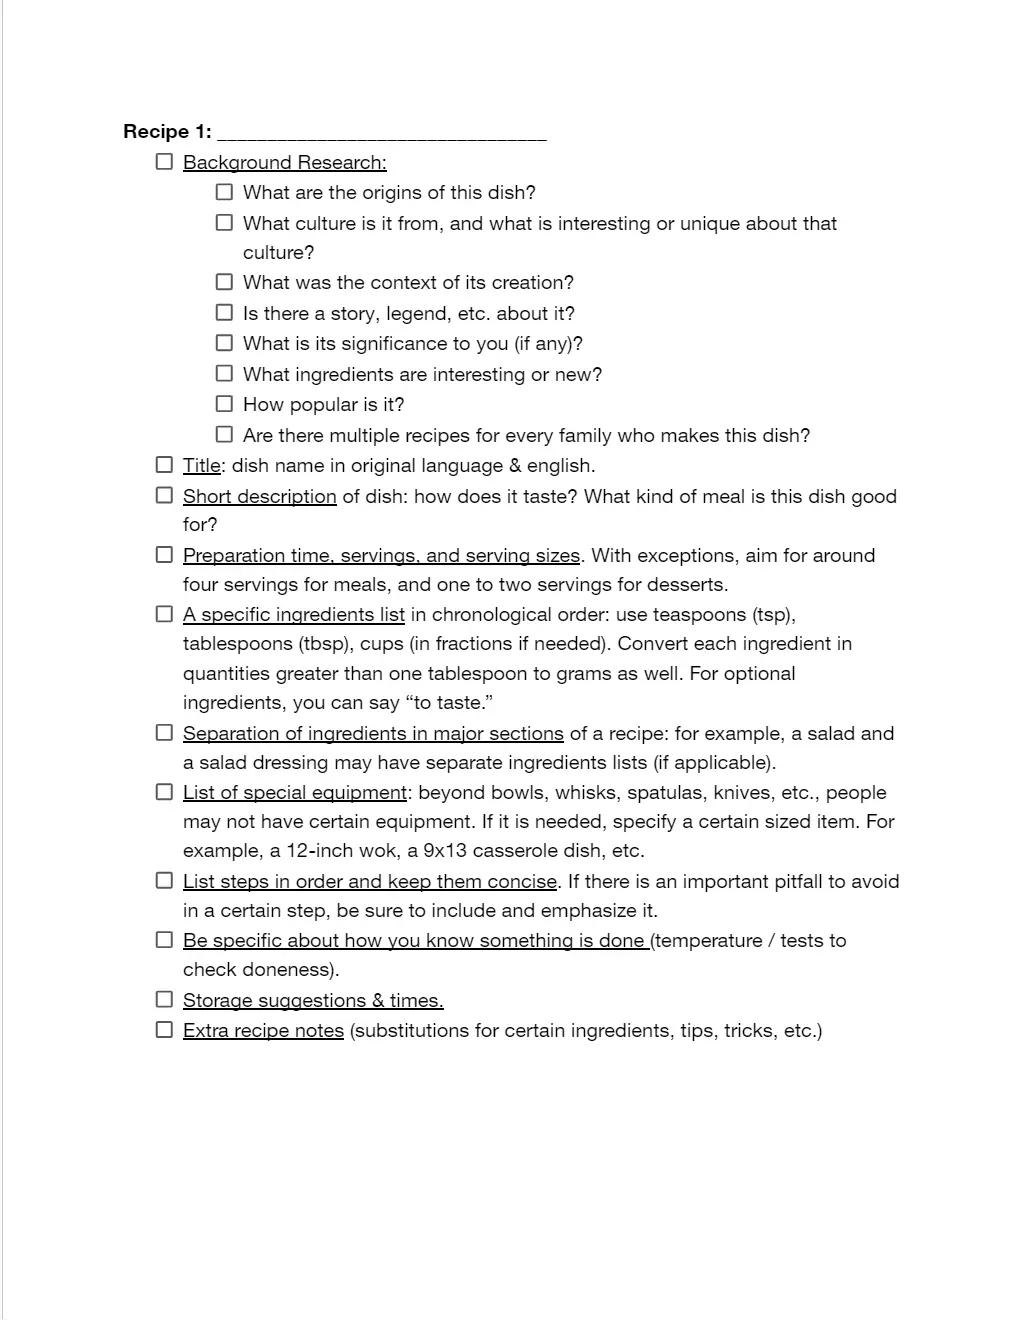 Recipe 1: ______________________________
Background Research:
What are the origins of this dish?
What culture is it from, and what is interesting or unique about that
culture?
What was the context of its creation?
Is there a story, legend, etc. about it?
What is its significance to you (if any)?
What ingredients are interesting or new?
How popular is it?
Are there multiple recipes for every family who makes this dish?
Title: dish name in original language & english.
Short description of dish: how does it taste? What kind of meal is this dish good
for?
Preparation time, servings, and serving sizes. With exceptions, aim for around
four servings for meals, and one to two servings for desserts.
A specific ingredients list in chronological order: use teaspoons (tsp),
tablespoons (tbsp), cups (in fractions if needed). Convert each ingredient in
quantities greater than one tablespoon to grams as well. For optional
ingredients, you can say “to taste.”
Separation of ingredients in major sections of a recipe: for example, a salad and
a salad dressing may have separate ingredients lists (if applicable).
List of special equipment: beyond bowls, whisks, spatulas, knives, etc., people
may not have certain equipment. If it is needed, specify a certain sized item. For
example, a 12-inch wok, a 9x13 casserole dish, etc.
List steps in order and keep them concise. If there is an important pitfall to avoid
in a certain step, be sure to include and emphasize it.
Be specific about how you know something is done (temperature / tests to
check doneness).
Storage suggestions & times.
Extra recipe notes (substitutions for certain ingredients, tips, tricks, etc.)